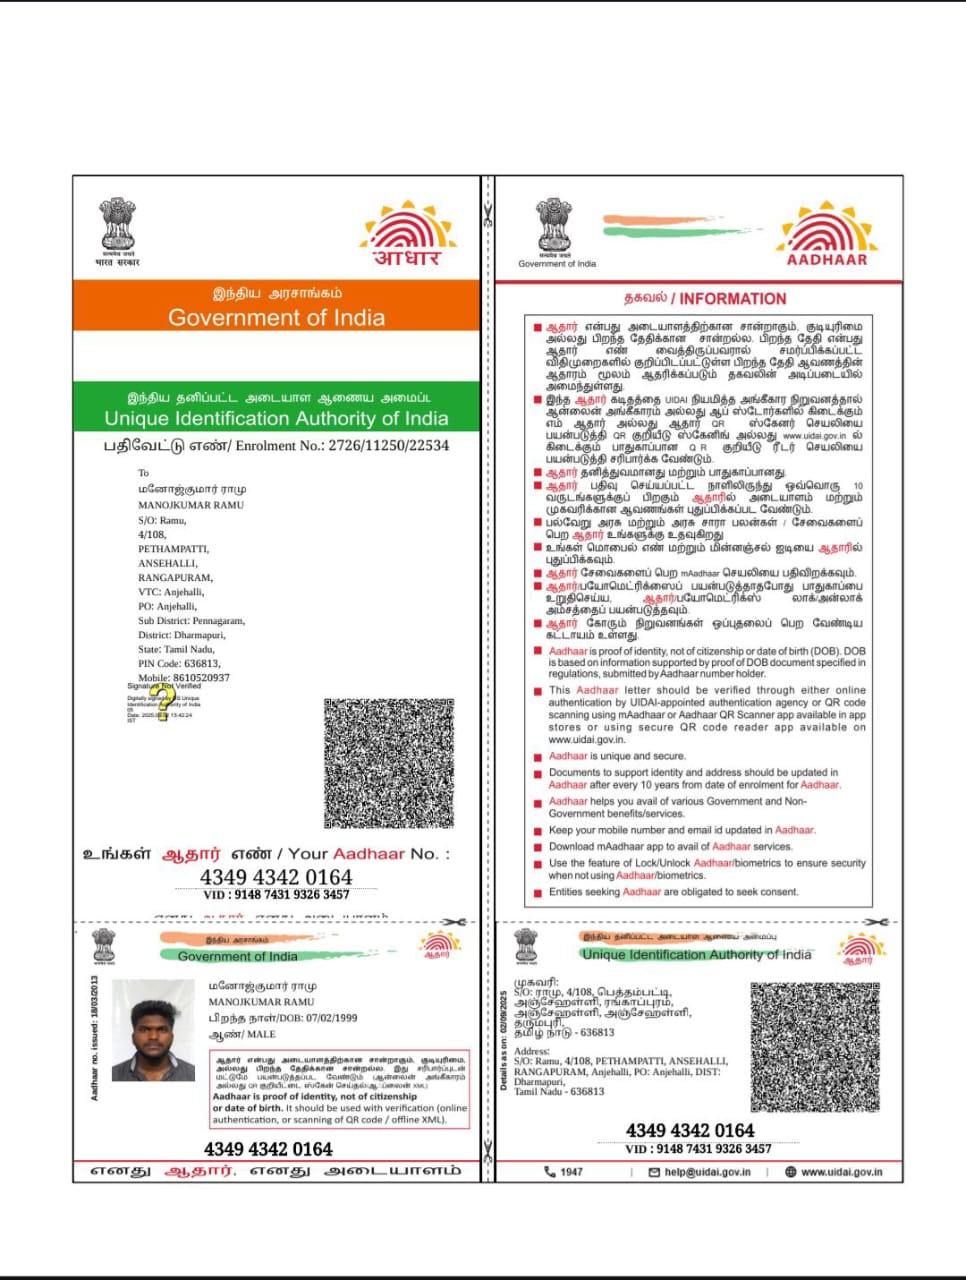 सत्यमेव जयते
भारत सरकार
आधार
இந்திய அரசாங்கம்
Government of India
இந்திய தனிப்பட்ட அடையாள ஆணைய அமைப்
Unique Identification Authority of India
பதிவேட்டு எண்/ Enrolment No.: 2726/11250/22534
To
மனோஜ்குமார் ராமு
MANOJKUMAR RAMU
S/O: Ramu,
4/108,
PETHAMPATTI,
ANSEHALLI,
RANGAPURAM,
VTC: Anjehalli,
PO: Anjehalli,
Sub District: Pennagaram,
District: Dharmapuri,
State: Tamil Nadu,
PIN Code: 636813,
Mobile: 8610520937
Signature Not Verified
Digitally signed by DS Unique
Identification Authority of India
05
15:42:24
IST
உங்கள் ஆதார் எண் / Your Aadhaar No. :
4349 4342 0164
VID : 9148 7431 9326 3457
Government of India
AADHAAR
தகவல் / INFORMATION
ஆதார் என்பது அடையாளத்திற்கான சான்றாகும், குடியுரிமை
அல்லது பிறந்த தேதிக்கான சான்றல்ல. பிறந்த தேதி என்பது
ஆதார் எண் வைத்திருப்பவரால் சமர்ப்பிக்கப்பட்ட
விதிமுறைகளில் குறிப்பிடப்பட்டுள்ள பிறந்த தேதி ஆவணத்தின்
ஆதாரம் மூலம் ஆதரிக்கப்படும் தகவலின் அடிப்படையில்
அமைந்துள்ளது.
இந்த ஆதார் கடிதத்தை UIDAI நியமித்த அங்கீகார நிறுவனத்தால்
ஆன்லைன் அங்கீகாரம் அல்லது ஆப் ஸ்டோர்களில் கிடைக்கும்
எம் ஆதார் அல்லது ஆதார் QR ஸ்கேனர் செயலியை
பயன்படுத்தி QR குறியீடு ஸ்கேனிங் அல்லது www.uidai.gov.in ல்
கிடைக்கும் பாதுகாப்பான QR குறியீடு ரீடர் செயலியை
பயன்படுத்தி சரிபார்க்க வேண்டும்.
ஆதார் தனித்துவமானது மற்றும் பாதுகாப்பானது.
ஆதார் பதிவு செய்யப்பட்ட நாளிலிருந்து ஒவ்வொரு 10
வருடங்களுக்குப் பிறகும் ஆதாரில் அடையாளம் மற்றும்
முகவரிக்கான ஆவணங்கள் புதுப்பிக்கப்பட வேண்டும்.
பல்வேறு அரசு மற்றும் அரசு சாரா பலன்கள் / சேவைகளைப்
பெற ஆதார் உங்களுக்கு உதவுகிறது
உங்கள் மொபைல் எண் மற்றும் மின்னஞ்சல் ஐடியை ஆதாரில்
புதுப்பிக்கவும்.
ஆதார் சேவைகளைப் பெற mAadhaar செயலியை பதிவிறக்கவும்.
ஆதார்/பயோமெட்ரிக்ஸைப் பயன்படுத்தாதபோது பாதுகாப்பை
உறுதிசெய்ய, ஆதார்/பயோமெட்ரிக்ஸ் லாக்/அன்லாக்
அம்சத்தைப் பயன்படுத்தவும்.
ஆதார் கோரும் நிறுவனங்கள் ஒப்புதலைப் பெற வேண்டிய
கட்டாயம் உள்ளது.
Aadhaar is proof of identity, not of citizenship or date of birth (DOB). DOB
is based on information supported by proof of DOB document specified in
regulations, submitted by Aadhaar number holder.
This Aadhaar letter should be verified through either online
authentication by UIDAI-appointed authentication agency or QR code
scanning using mAadhaar or Aadhaar QR Scanner app available in app
stores or using secure QR code reader app available on
www.uidai.gov.in.
Aadhaar is unique and secure.
Documents to support identity and address should be updated in
Aadhaar after every 10 years from date of enrolment for Aadhaar.
Aadhaar helps you avail of various Government and Non-
Government benefits/services.
Keep your mobile number and email id updated in Aadhaar.
Download mAadhaar app to avail of Aadhaar services.
Use the feature of Lock/Unlock Aadhaar/biometrics to ensure security
when not using Aadhaar/biometrics.
Entities seeking Aadhaar are obligated to seek consent.
இந்திய அரசாங்கம்
Government of India
ஆதார்
Aadhaar no. issued: 18/03/2013
மனோஜ்குமார் ராமு
MANOJKUMAR RAMU
பிறந்த நாள்/DOB: 07/02/1999
ஆண்/ MALE
ஆதார் என்பது அடையாளத்திற்கான சான்றாகும், குடியுரிமை,
அல்லது பிறந்த தேதிக்கான சான்றல்ல. இது சரிபார்ப்புடன்
மட்டுமே பயன்படுத்தப்பட வேண்டும் (ஆன்லைன் அங்கீகாரம்
அல்லது QR குறியீட்டை ஸ்கேன் செய்தல்/ஆஃப்லைன் XML)
Aadhaar is proof of identity, not of citizenship
or date of birth. It should be used with verification (online
authentication, or scanning of QR code / offline XML).
4349 4342 0164
எனது ஆதார், எனது அடையாளம்
இந்திய தனிப்பட்ட அடையாள ஆணைய அமைப்பு
Unique Identification Authority of India
ஆதார்
Details as on: 02/09/2025
முகவரி:
S/O: ராமு, 4/108, பெத்தம்பட்டி,
அஞ்சேஹள்ளி, ரங்காப்புரம்,
அஞ்சேஹள்ளி, அஞ்சேஹள்ளி,
தருமபுரி,
தமிழ் நாடு - 636813
Address:
S/O: Ramu, 4/108, PETHAMPATTI, ANSEHALLI,
RANGAPURAM, Anjehalli, PO: Anjehalli, DIST:
Dharmapuri,
Tamil Nadu - 636813
4349 4342 0164
VID : 9148 7431 9326 3457
1947 | help@uidai.gov.in | www.uidai.gov.in